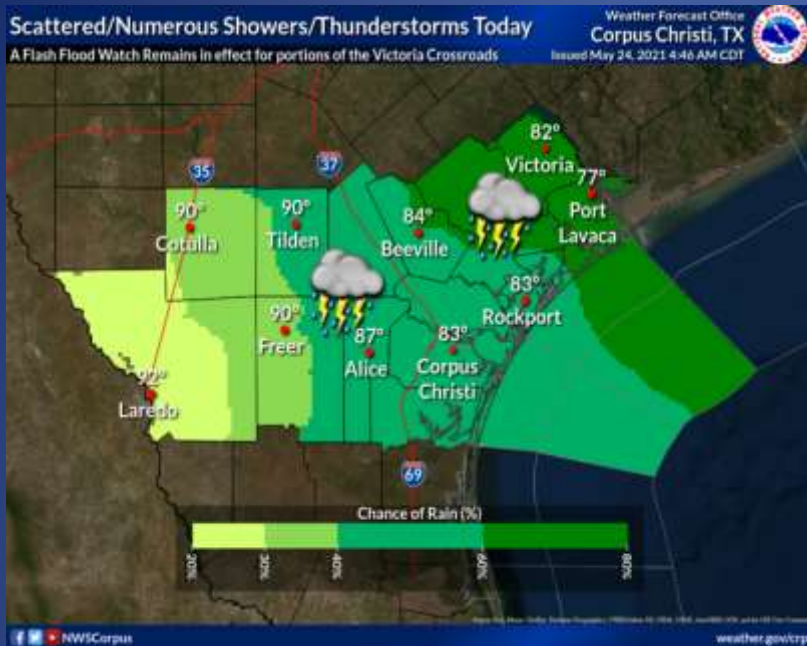 Scattered/Numerous Showers/Thunderstorms Today
A Flash Flood Watch Remains in effect for portions of the Victoria Crossroads
Weather Forecast Office
Corpus Christi, TX
Issued May 24, 2021 4:46 AM CDT
82°
Victoria
77°
Port
Lavaca
35
37
90°
Cotulla
90°
Tilden
84°
Beeville
83°
Rockport
90°
Freer
87°
Alice
83°
Corpus
Christi
92°
Laredo
69
Chance of Rain (%)
20%
30%
40%
60%
80%
NWSCorpus
weather.gov/crp